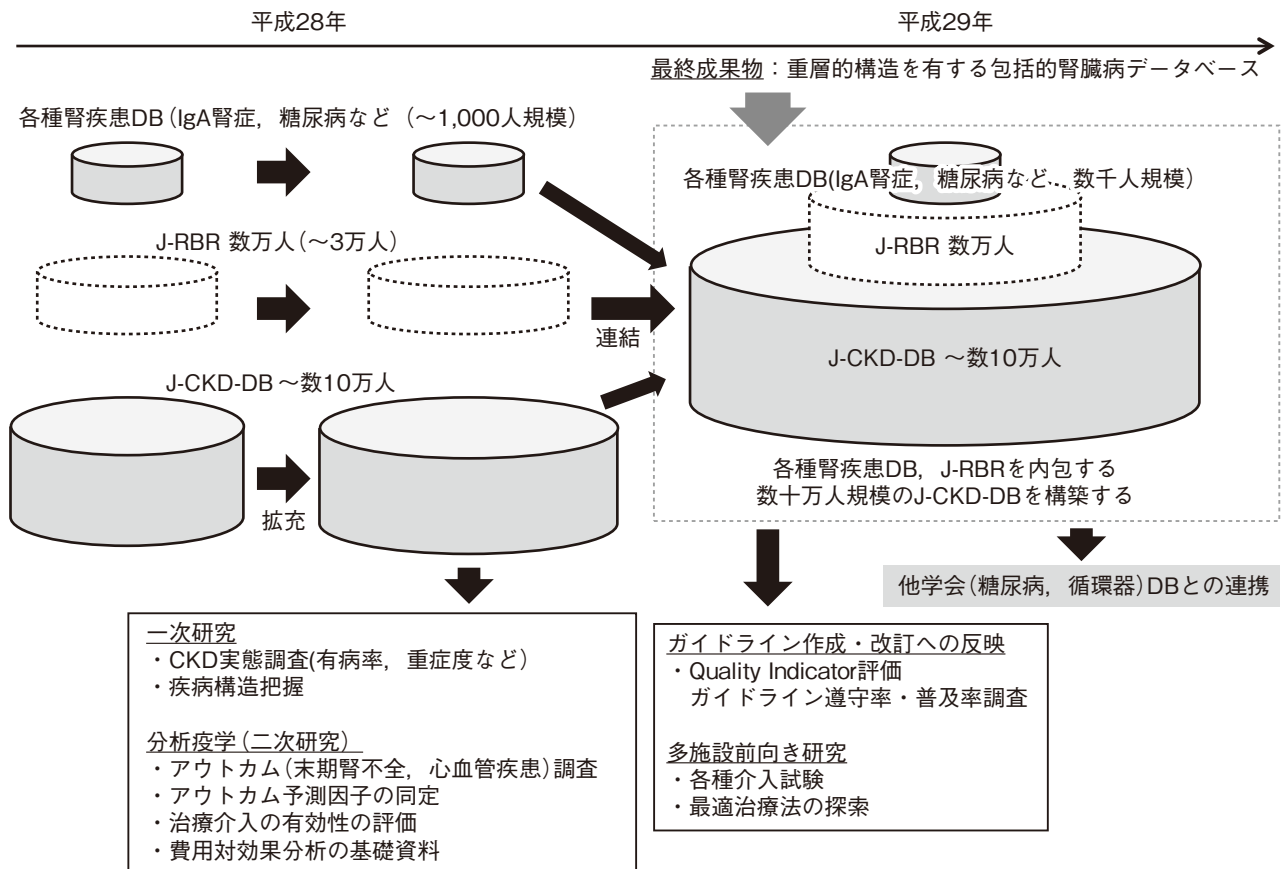 平成28年
平成29年
最終成果物：重層的構造を有する包括的腎臓病データベース
各種腎疾患DB（IgA腎症，糖尿病など（〜1,000人規模）
J-RBR 数万人（〜3万人）
連結
J-CKD-DB 〜数10万人
拡充
各種腎疾患DB(IgA腎症，糖尿病など 数千人規模）
J-RBR 数万人
J-CKD-DB 〜数10万人
各種腎疾患DB，J-RBRを内包する
数十万人規模のJ-CKD-DBを構築する
他学会（糖尿病，循環器）DBとの連携
一次研究
・CKD実態調査(有病率，重症度など）
・疾病構造把握
分析疫学（二次研究）
・アウトカム（末期腎不全，心血管疾患）調査
・アウトカム予測因子の同定
・治療介入の有効性の評価
・費用対効果分析の基礎資料
ガイドライン作成・改訂への反映
・Quality Indicator評価
ガイドライン遵守率・普及率調査
多施設前向き研究
・各種介入試験
・最適治療法の探索